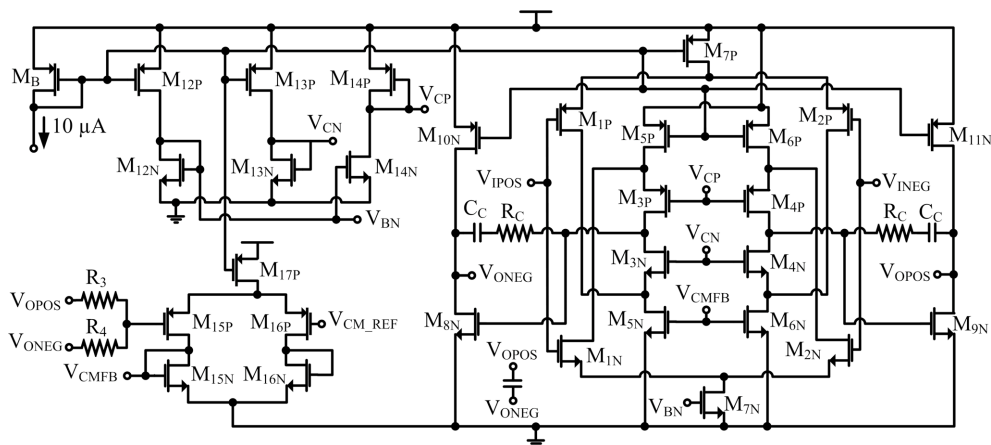 M7P
MB
M12P
M13P
M14P
VCP
10 µA
VCN
M10N
M1P
M5P
M6P
M2P
M11N
M12N
M13N
M14N
VIPOS
VCP
VINEG
M3P
M4P
VBN
CC
RC
VCN
RC
CC
M17P
M3N
M4N
VONEG
VOPOS
R3
VOPOS
M15P
M16P
VCM_REF
VCMFB
M8N
M5N
M6N
M9N
R4
VONEG
VOPOS
M1N
M2N
VCMFB
M15N
M16N
VONEG
VBN
M7N